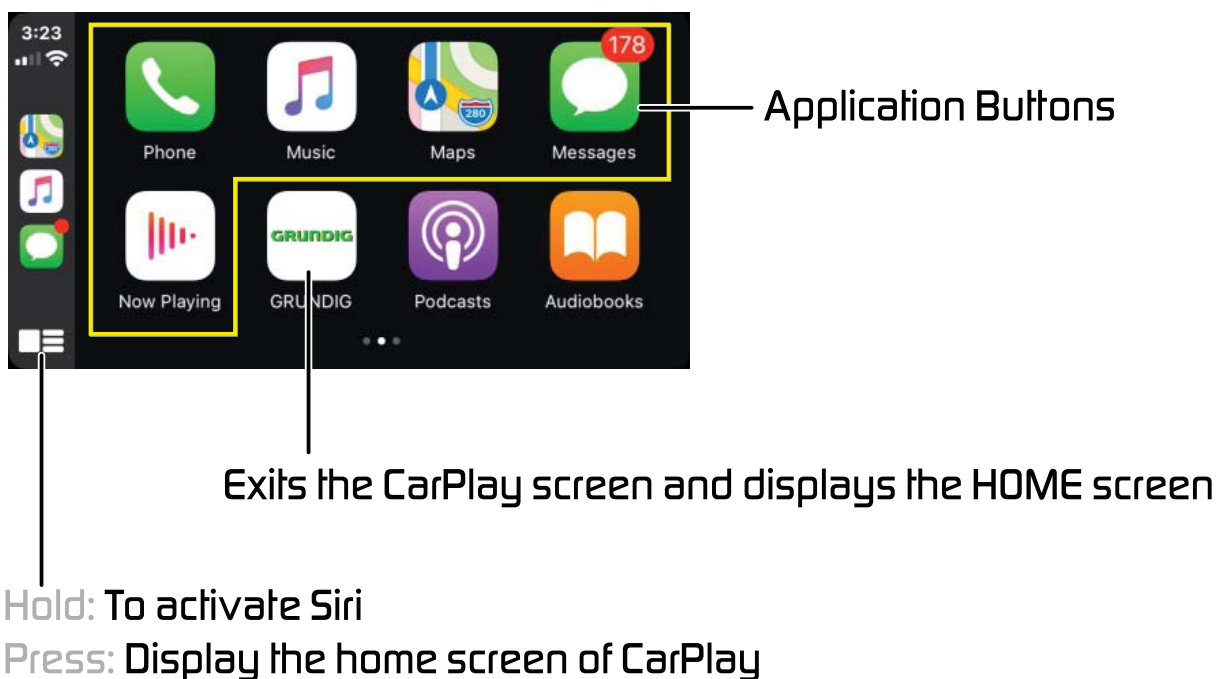 3:23
178
280
Application Buttons
Phone Music Maps Messages
GRUNDIG
Now Playing GRUNDIG Podcasts Audiobooks
Exits the CarPlay screen and displays the HOME screen
Hold: To activate Siri
Press: Display the home screen of CarPlay